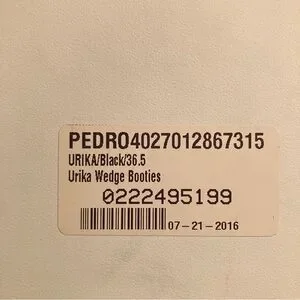 PEDRO4027012867315
URIKA/Black/36.5
Urika Wedge Booties
0222495199
07-21-2016